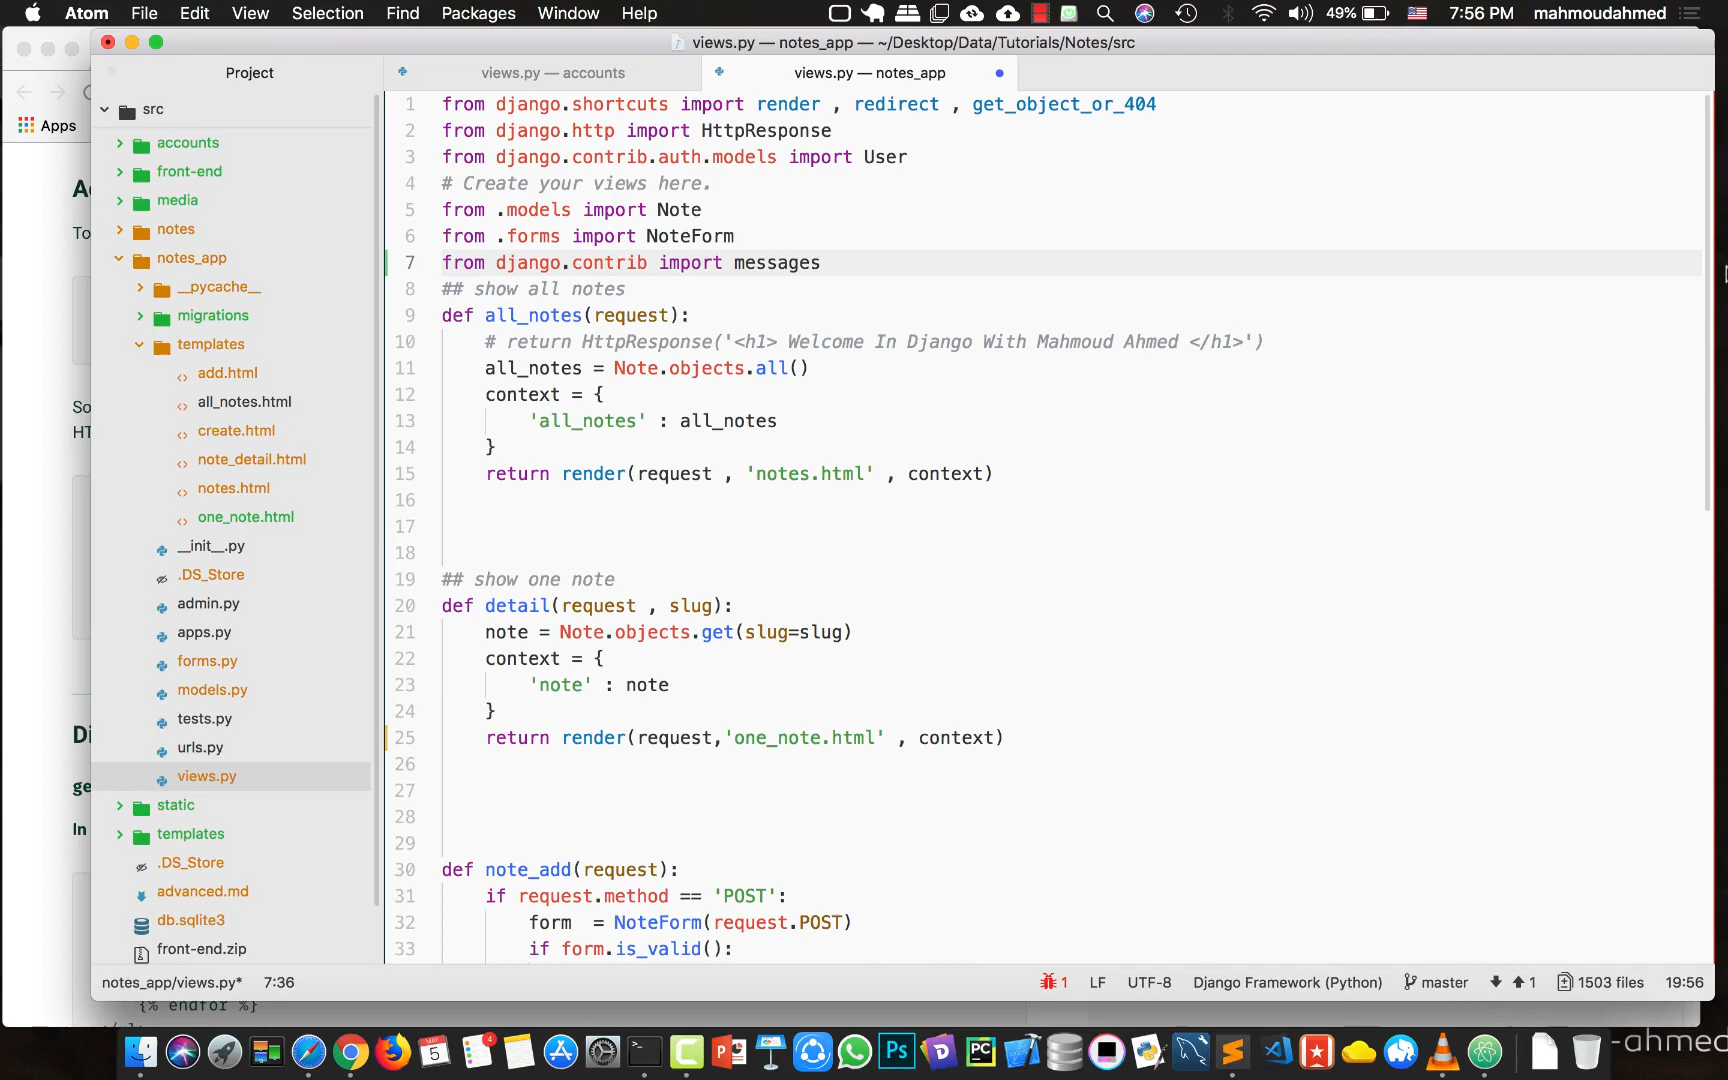 Atom File Edit View Selection Find Packages Window Help 49% 7:56 PM mahmoudahmed
views.py — notes_app — ~/Desktop/Data/Tutorials/Notes/src
Project
views.py — accounts
views.py — notes_app
Apps
src
accounts
front-end
media
notes
notes_app
__pycache__
migrations
templates
add.html
all_notes.html
create.html
note_detail.html
notes.html
one_note.html
__init__.py
.DS_Store
admin.py
apps.py
forms.py
models.py
tests.py
urls.py
views.py
static
templates
.DS_Store
advanced.md
db.sqlite3
front-end.zip
To
So
HT
ge
In
1 from django.shortcuts import render , redirect , get_object_or_404
2 from django.http import HttpResponse
3 from django.contrib.auth.models import User
4 # Create your views here.
5 from .models import Note
6 from .forms import NoteForm
7 from django.contrib import messages
8 ## show all notes
9 def all_notes(request):
10 # return HttpResponse('<h1> Welcome In Django With Mahmoud Ahmed </h1>')
11 all_notes = Note.objects.all()
12 context = {
13 'all_notes' : all_notes
14 }
15 return render(request , 'notes.html' , context)
16
17
18
19 ## show one note
20 def detail(request , slug):
21 note = Note.objects.get(slug=slug)
22 context = {
23 'note' : note
24 }
25 return render(request,'one_note.html' , context)
26
27
28
29
30 def note_add(request):
31 if request.method == 'POST':
32 form = NoteForm(request.POST)
33 if form.is_valid():
notes_app/views.py* 7:36 1 LF UTF-8 Django Framework (Python) master 1 1503 files 19:56
{% endfor %}
MAY
5
4
Ps
PC
-ahmed